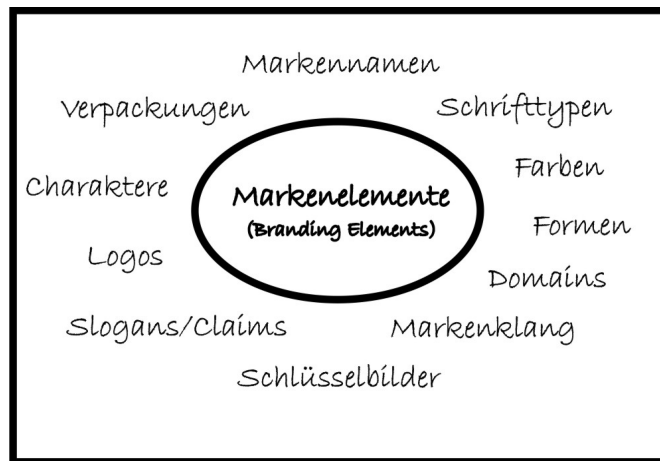 Markennamen
Verpackungen
Schrifttypen
Farben
Charaktere
Markenelemente
(Branding Elements)
Formen
Logos
Domains
Slogans/Claims
Markenklang
Schlüsselbilder